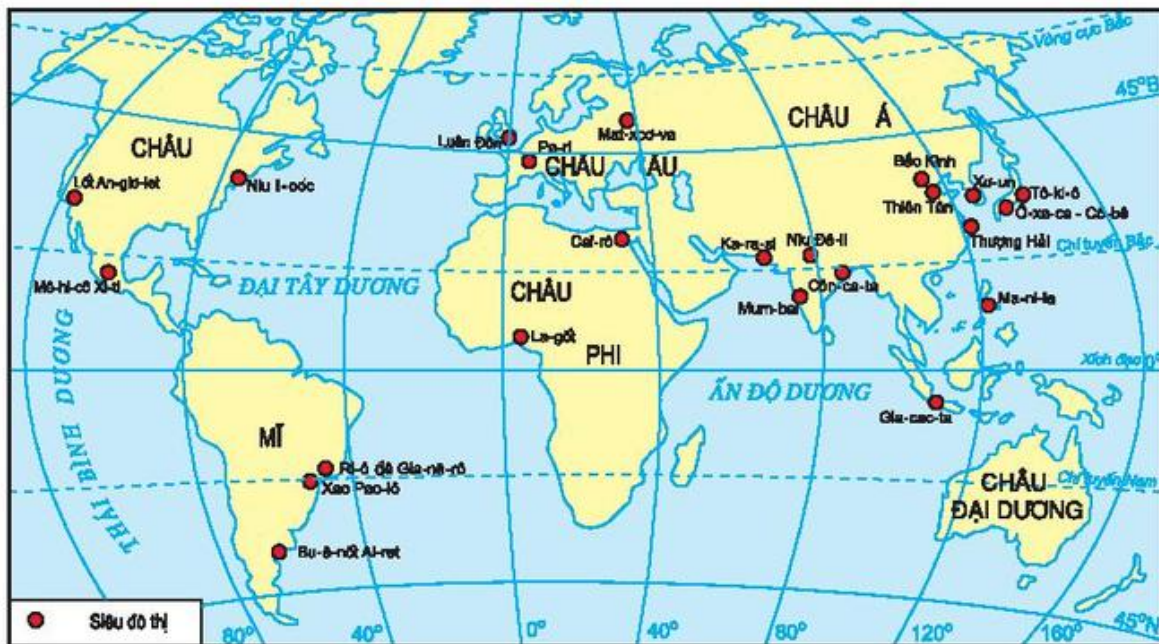 Vòng cực Bắc
45°B
CHÂU Á
Mat-xcơ-va
Luân Đôn
Pa-ri
CHÂU ÂU
CHÂU
Bắc Kinh
Lốt An-giơ-let
Niu I-oóc
Xơ-un
Tô-ki-ô
Thiên Tân
Ô-xa-ca - Cô-bê
Cai-rô
Ka-ra-si
Niu Đê-li
Thượng Hải
Chí tuyến Bắc
Mê-hi-cô Xi-ti
ĐẠI TÂY DƯƠNG
CHÂU
Côn-ca-ta
Mum-bai
Ma-ni-la
La-gốt
PHI
Xích đạo 0°
THÁI BÌNH DƯƠNG
ẤN ĐỘ DƯƠNG
Gia-cac-ta
MĨ
Ri-ô đê Gia-nê-rô
Xao Pao-lô
CHÂU
ĐẠI DƯƠNG
Chí tuyến Nam
Bu-ê-nôt Ai-ret
Siêu đô thị
80°
40°
0°
40°
80°
120°
160°
45°N